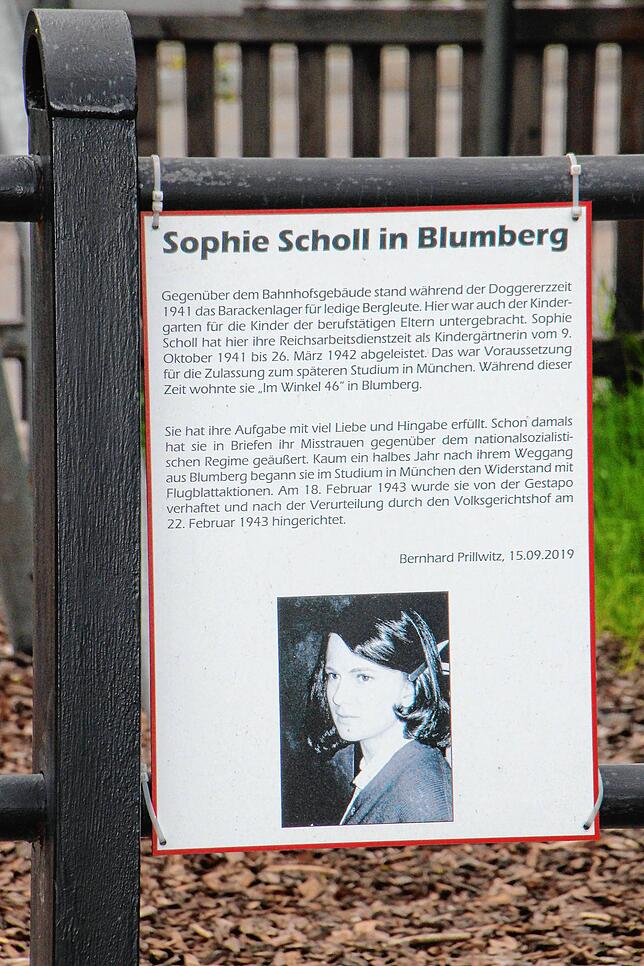 Sophie Scholl in Blumberg
Gegenüber dem Bahnhofsgebäude stand während der Doggererzzeit
1941 das Barackenlager für ledige Bergleute. Hier war auch der Kinder-
garten für die Kinder der berufstätigen Eltern untergebracht. Sophie
Scholl hat hier ihre Reichsarbeitsdienstzeit als Kindergärtnerin vom 9.
Oktober 1941 bis 26. März 1942 abgeleistet. Das war Voraussetzung
für die Zulassung zum späteren Studium in München. Während dieser
Zeit wohnte sie „Im Winkel 46“ in Blumberg.
Sie hat ihre Aufgabe mit viel Liebe und Hingabe erfüllt. Schon damals
hat sie in Briefen ihr Misstrauen gegenüber dem nationalsozialisti-
schen Regime geäußert. Kaum ein halbes Jahr nach ihrem Weggang
aus Blumberg begann sie im Studium in München den Widerstand mit
Flugblattaktionen. Am 18. Februar 1943 wurde sie von der Gestapo
verhaftet und nach der Verurteilung durch den Volksgerichtshof am
22. Februar 1943 hingerichtet.
Bernhard Prillwitz, 15.09.2019